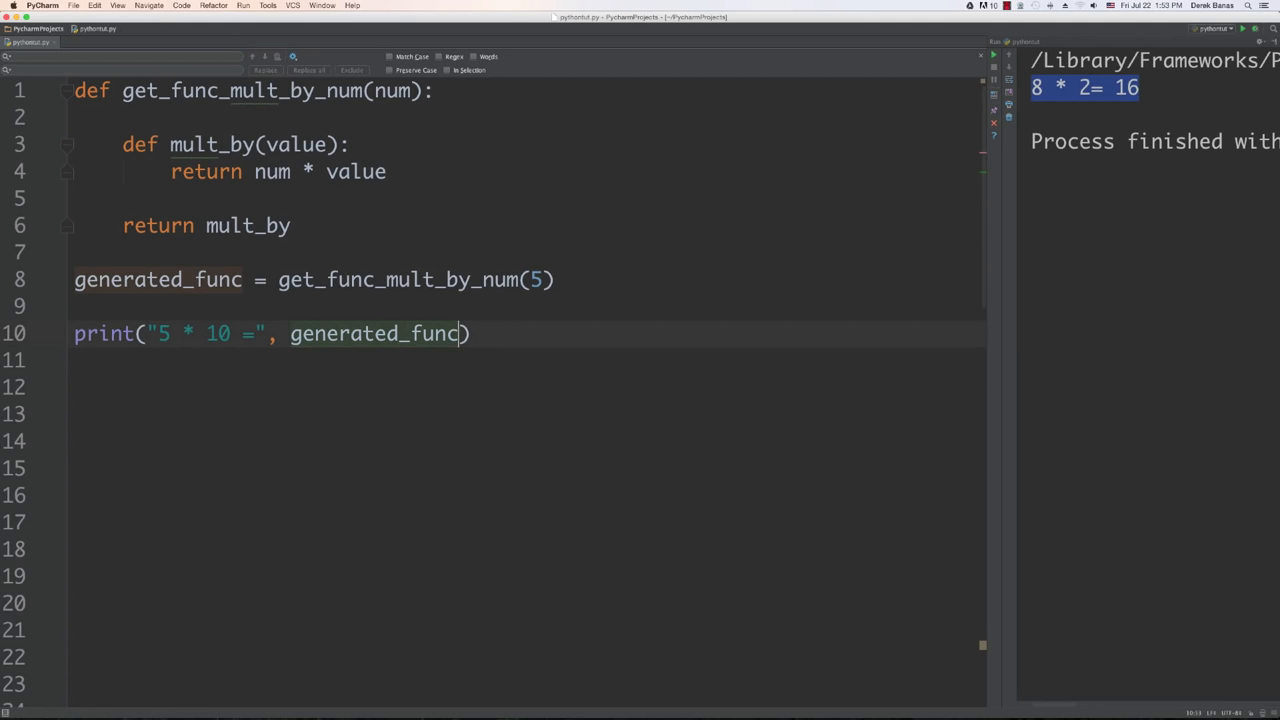 PyCharm File Edit View Navigate Code Refactor Run Tools VCS Window Help 10 Fri Jul 22 1:53 PM Derek Banas
pythontut.py - PycharmProjects - [~/PycharmProjects]
PycharmProjects pythontut.py pythontut
pythontut.py Run pythontut
Match Case Regex Words
Replace Replace all Exclude Preserve Case In Selection
/Library/Frameworks/P
8 * 2= 16
Process finished with
1 def get_func_mult_by_num(num):
2
3 def mult_by(value):
4 return num * value
5
6 return mult_by
7
8 generated_func = get_func_mult_by_num(5)
9
10 print("5 * 10 =", generated_func)
11
12
13
14
15
16
17
18
19
20
21
22
23
24
10:53 LF÷ UTF-8÷